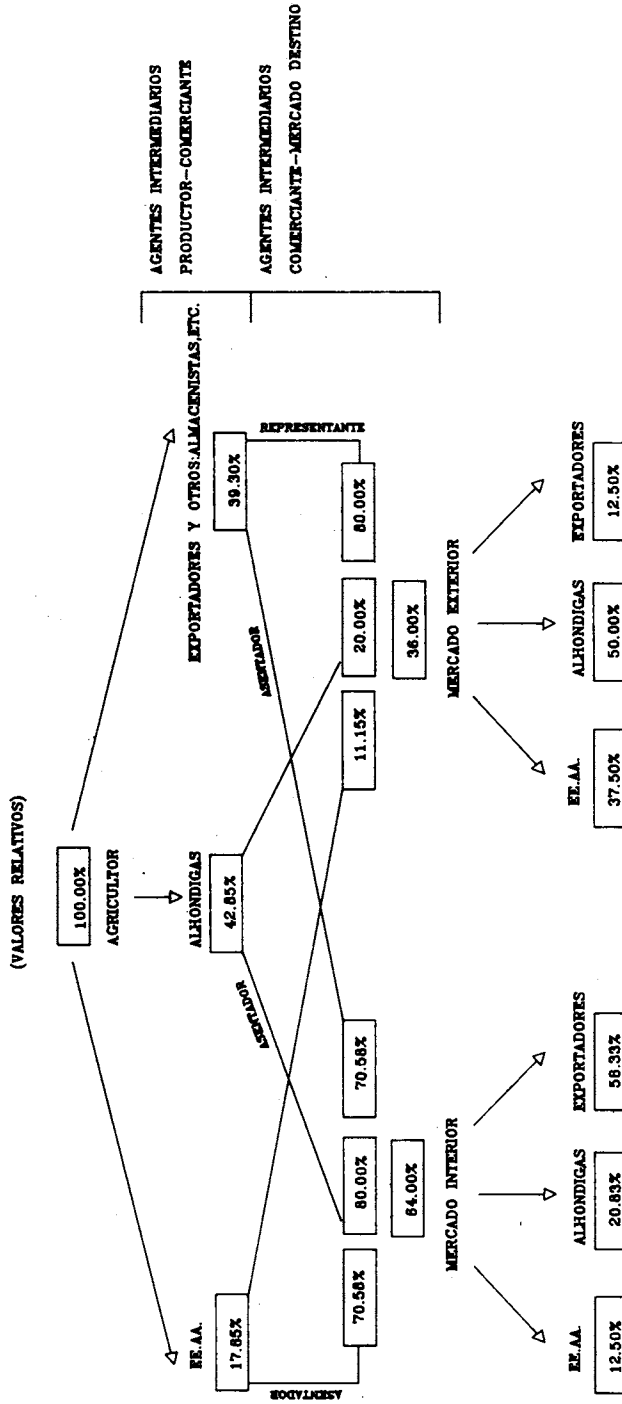 (VALORES RELATIVOS)
100.00%
AGRICULTOR
EE.AA.
17.85%
ALHONDIGAS
42.85%
EXPORTADORES Y OTROS:ALMACENISTAS,ETC.
39.30%
AGENTES INTERMEDIARIOS
PRODUCTOR-COMERCIANTE
AGENTES INTERMEDIARIOS
COMERCIANTE-MERCADO DESTINO
ASENTADOR
ASENTADOR
ASENTADOR
REPRESENTANTE
70.58%
80.00%
70.58%
11.15%
20.00%
80.00%
64.00%
36.00%
MERCADO INTERIOR
MERCADO EXTERIOR
EE.AA.
ALHONDIGAS
EXPORTADORES
EE.AA.
ALHONDIGAS
EXPORTADORES
12.50%
20.83%
58.33%
37.50%
50.00%
12.50%